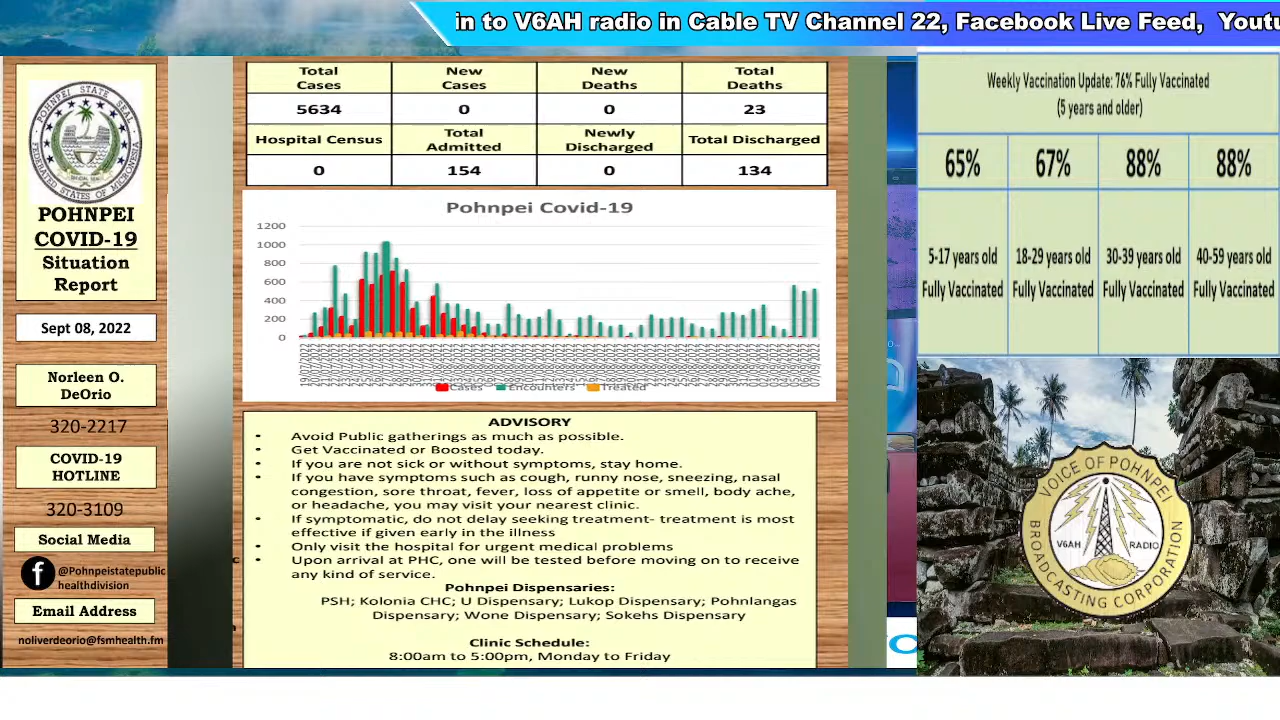 in to V6AH radio in Cable TV Channel 22, Facebook Live Feed, Youtu
POHNPEI STATE SEAL
FEDERATED STATES OF MICRONESIA
POHNPEI
COVID-19
Situation
Report
Sept 08, 2022
Norleen O.
DeOrio
320-2217
COVID-19
HOTLINE
320-3109
Social Media
@Pohnpeistatepublic
healthdivision
Email Address
noliverdeorio@fsmhealth.fm
Total Cases New Cases New Deaths Total Deaths
5634 0 0 23
Hospital Census Total Admitted Newly Discharged Total Discharged
0 154 0 134
Pohnpei Covid-19
1200
1000
800
600
400
200
0
Cases Encounters Treated
ADVISORY
• Avoid Public gatherings as much as possible.
• Get Vaccinated or Boosted today.
• If you are not sick or without symptoms, stay home.
• If you have symptoms such as cough, runny nose, sneezing, nasal
congestion, sore throat, fever, loss of appetite or smell, body ache,
or headache, you may visit your nearest clinic.
• If symptomatic, do not delay seeking treatment- treatment is most
effective if given early in the illness
• Only visit the hospital for urgent medical problems
• Upon arrival at PHC, one will be tested before moving on to receive
any kind of service.
Pohnpei Dispensaries:
PSH; Kolonia CHC; U Dispensary; Lukop Dispensary; Pohnlangas
Dispensary; Wone Dispensary; Sokehs Dispensary
Clinic Schedule:
8:00am to 5:00pm, Monday to Friday
Weekly Vaccination Update: 76% Fully Vaccinated
(5 years and older)
65% 67% 88% 88%
5-17 years old 18-29 years old 30-39 years old 40-59 years old
Fully Vaccinated Fully Vaccinated Fully Vaccinated Fully Vaccinated
VOICE OF POHNPEI
V6AH RADIO
BROADCASTING CORPORATION